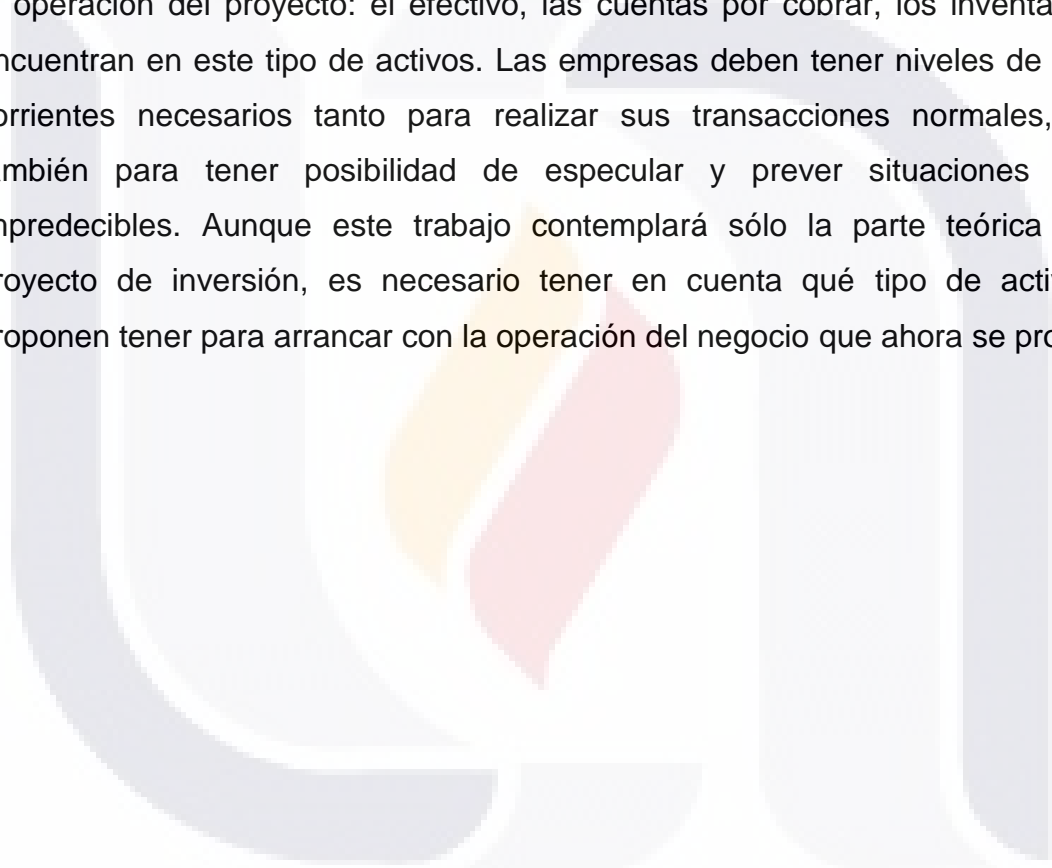 operación del proyecto: el efectivo, las cuentas por cobrar, los inventa
ncuentran en este tipo de activos. Las empresas deben tener niveles de
orrientes necesarios tanto para realizar sus transacciones normales,
mbién para tener posibilidad de especular y prever situaciones
npredecibles. Aunque este trabajo contemplará sólo la parte teórica
royecto de inversión, es necesario tener en cuenta qué tipo de acti
roponen tener para arrancar con la operación del negocio que ahora se pro